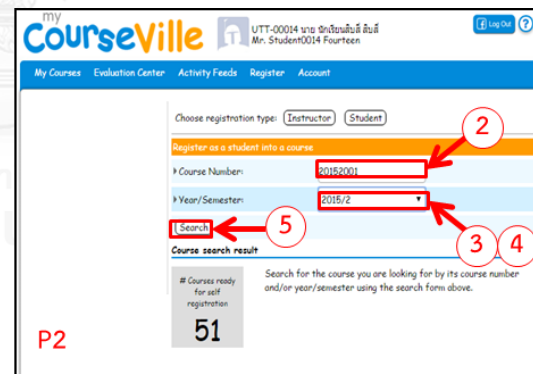 my
CourseVille
UTT-00014 นาย นักเรียนสิบสี่ สิบสี่
Mr. Student0014 Fourteen
Log Out ?
My Courses Evaluation Center Activity Feeds Register Account
Choose registration type: Instructor Student
2
Register as a student into a course
Course Number: 20152001
Year/Semester: 2015/2
Search
5
3 4
Course search result
# Courses ready
for self
registration
51
Search for the course you are looking for by its course number
and/or year/semester using the search form above.
P2